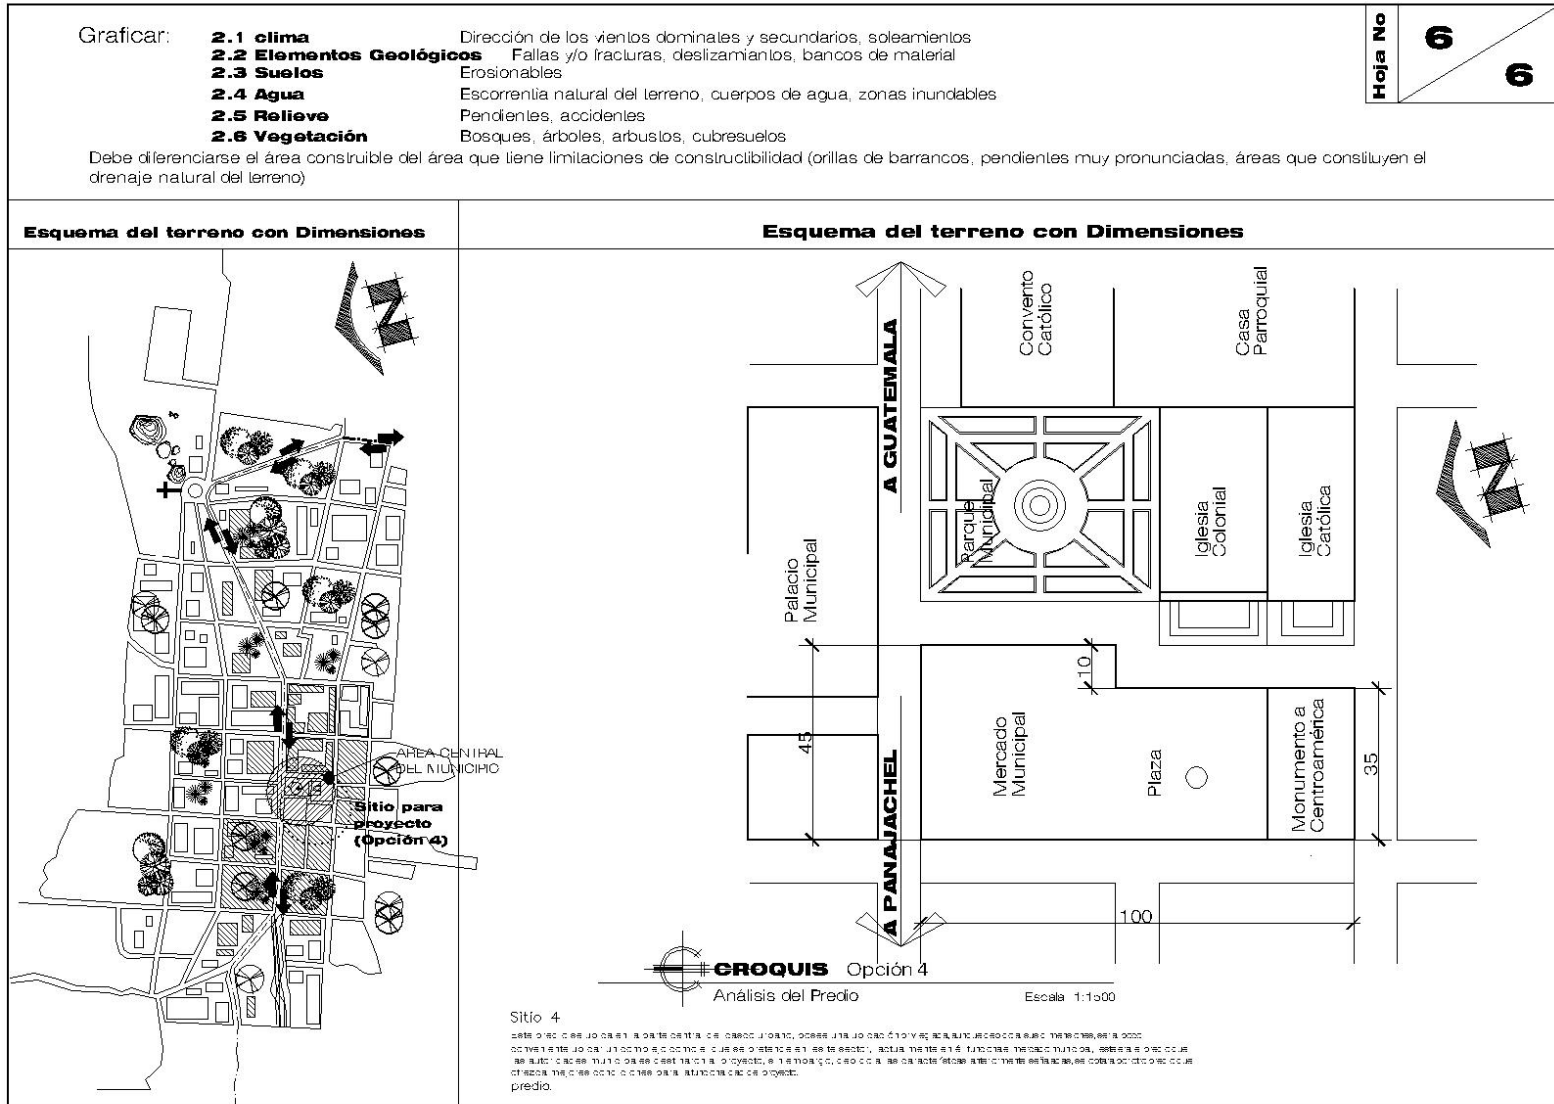 Graficar:
2.1 clima Dirección de los vientos dominales y secundarios, soleamientos
2.2 Elementos Geológicos Fallas y/o fracturas, deslizamiantos, bancos de material
2.3 Suelos Erosionables
2.4 Agua Escorrentia natural del terreno, cuerpos de agua, zonas inundables
2.5 Relieve Pendientes, accidentes
2.6 Vegetación Bosques, árboles, arbustos, cubresuelos
Debe diferenciarse el área construible del área que tiene limitaciones de constructibilidad (orillas de barrancos, pendientes muy pronunciadas, áreas que constituyen el
drenaje natural del terreno)
Hoja No
6
6
Esquema del terreno con Dimensiones
Esquema del terreno con Dimensiones
N
AREA CENTRAL
DEL MUNICIPIO
Sitio para
proyecto
(Opción 4)
A GUATEMALA
Convento
Católico
Casa
Parroquial
Parque
Municipal
Iglesia
Colonial
Iglesia
Católica
N
Palacio
Municipal
10
45
Mercado
Municipal
Plaza
Monumento a
Centroamérica
35
A PANAJACHEL
100
CROQUIS Opción 4
Análisis del Predio
Escala 1:1500
Sitio 4
predio.